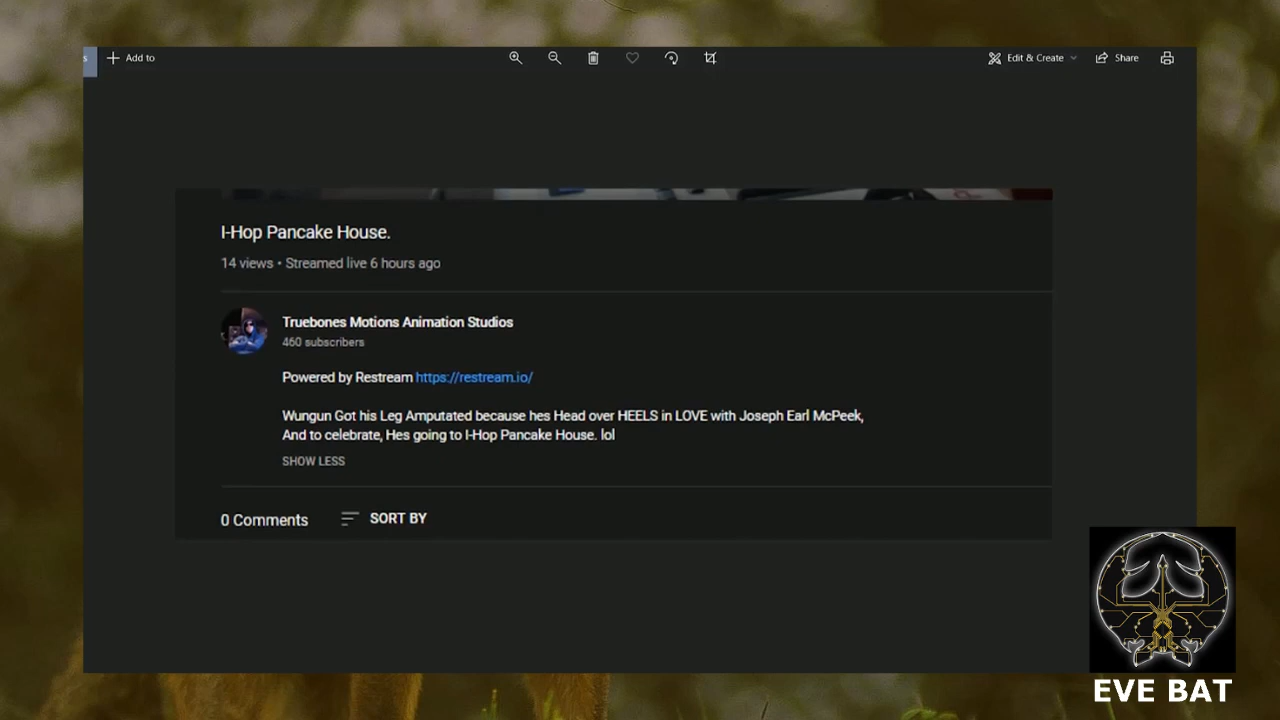 s
Add to
Edit & Create
Share
I-Hop Pancake House.
14 views • Streamed live 6 hours ago
Truebones Motions Animation Studios
460 subscribers
Powered by Restream https://restream.io/
Wungun Got his Leg Amputated because hes Head over HEELS in LOVE with Joseph Earl McPeek,
And to celebrate, Hes going to I-Hop Pancake House. lol
SHOW LESS
0 Comments
SORT BY
EVE BAT